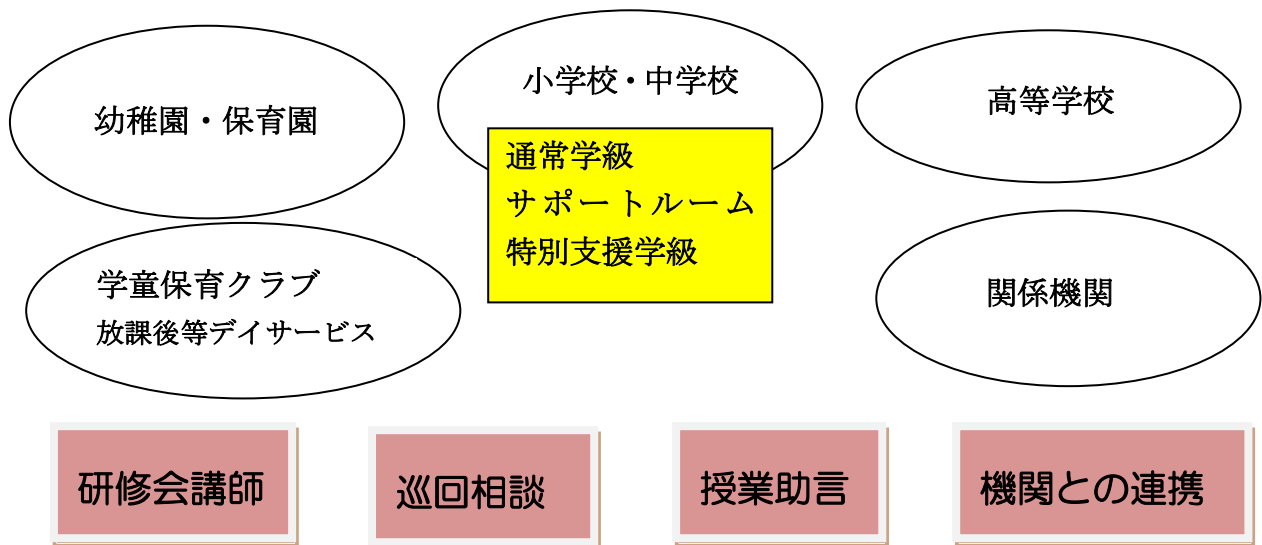 幼稚園・保育園
小学校・中学校
高等学校
通常学級
サポートルーム
特別支援学級
学童保育クラブ
放課後等デイサービス
関係機関
研修会講師
巡回相談
授業助言
機関との連携